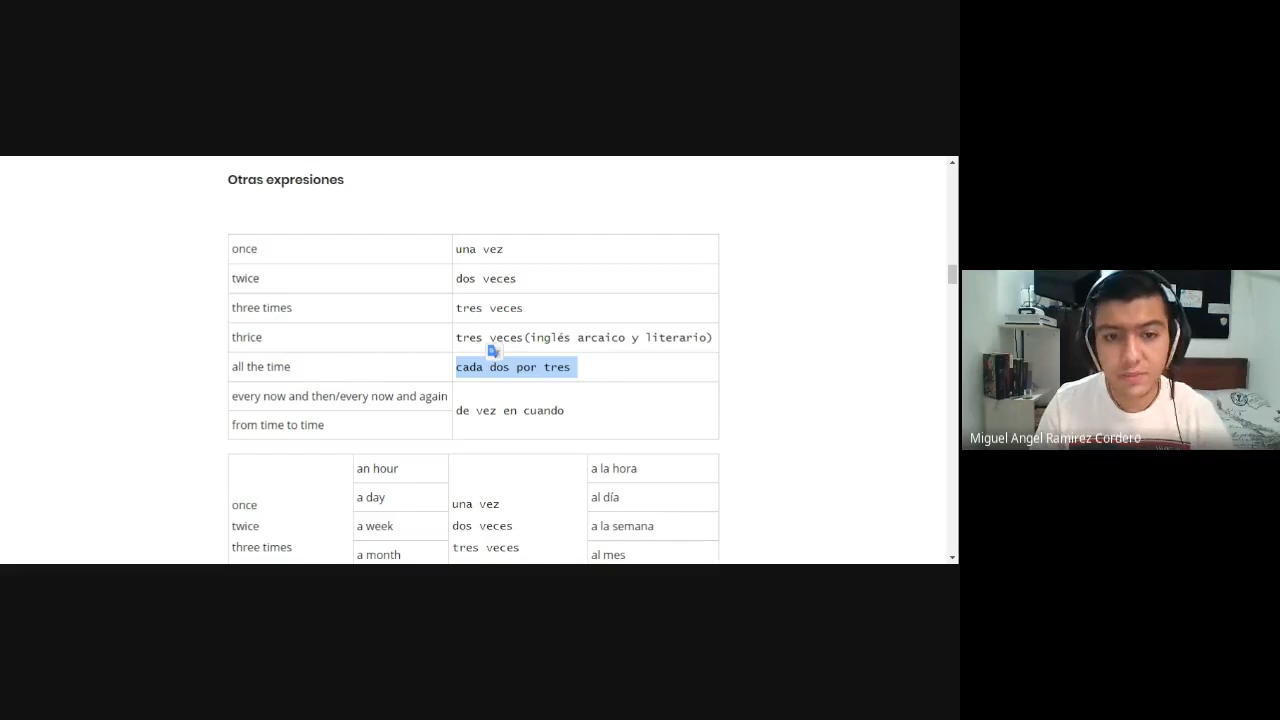 Otras expresiones
once una vez
twice dos veces
three times tres veces
thrice tres veces(inglés arcaico y literario)
all the time cada dos por tres
every now and then/every now and again
de vez en cuando
from time to time
an hour a la hora
a day al día
once una vez
twice a week dos veces a la semana
three times tres veces
a month al mes
Miguel Angel Ramirez Cordero